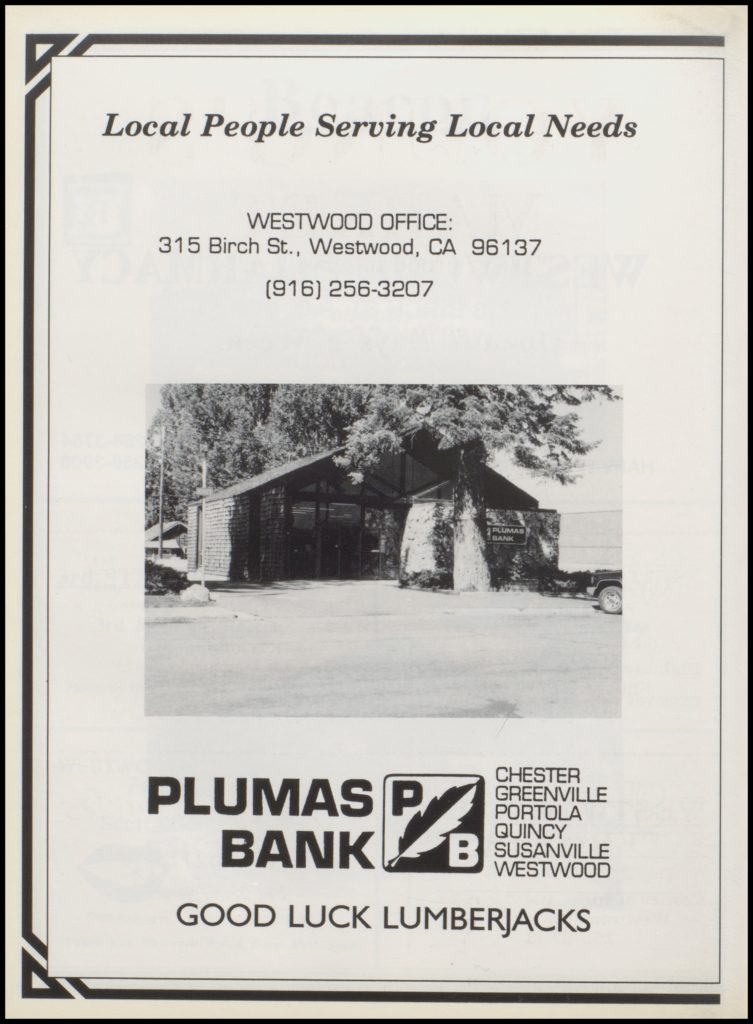 Local People Serving Local Needs
WESTWOOD OFFICE:
315 Birch St., Westwood, CA 96137
(916) 256-3207
PLUMAS
BANK
PLUMAS
BANK
P
B
CHESTER
GREENVILLE
PORTOLA
QUINCY
SUSANVILLE
WESTWOOD
GOOD LUCK LUMBERJACKS